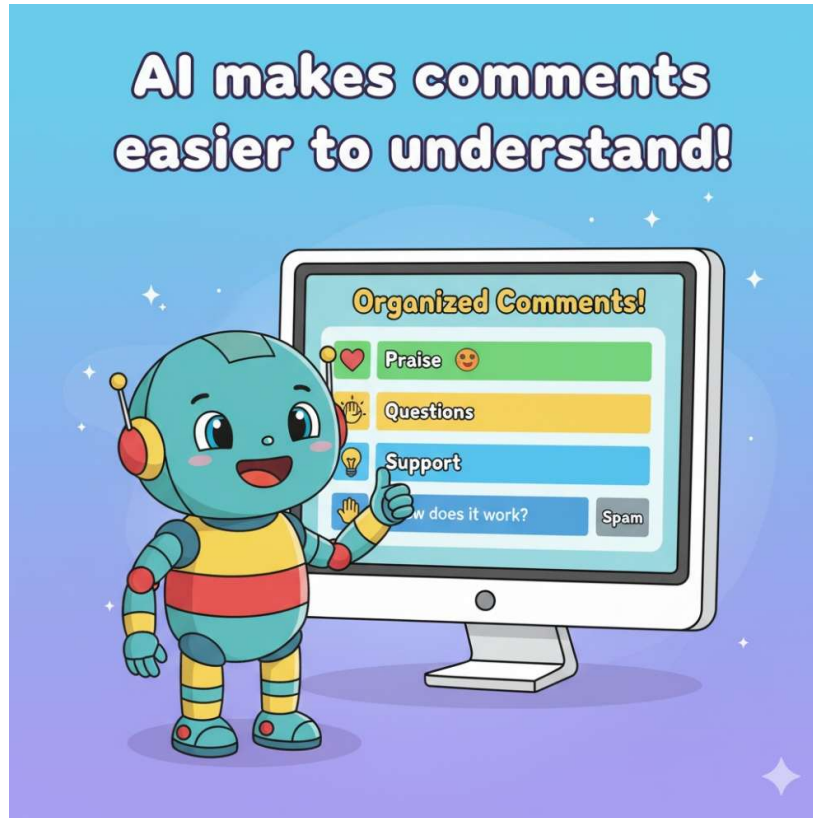 AI makes comments
easier to understand!
Organized Comments!
Praise
Questions
Support
does it work?
Spam